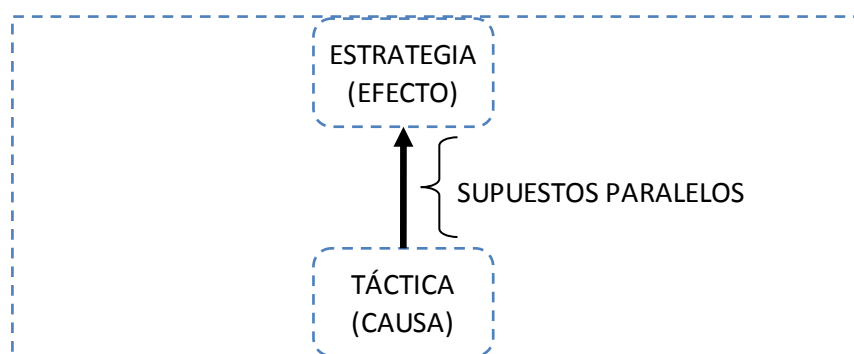 ESTRATEGIA
(EFECTO)
SUPUESTOS PARALELOS
TÁCTICA
(CAUSA)